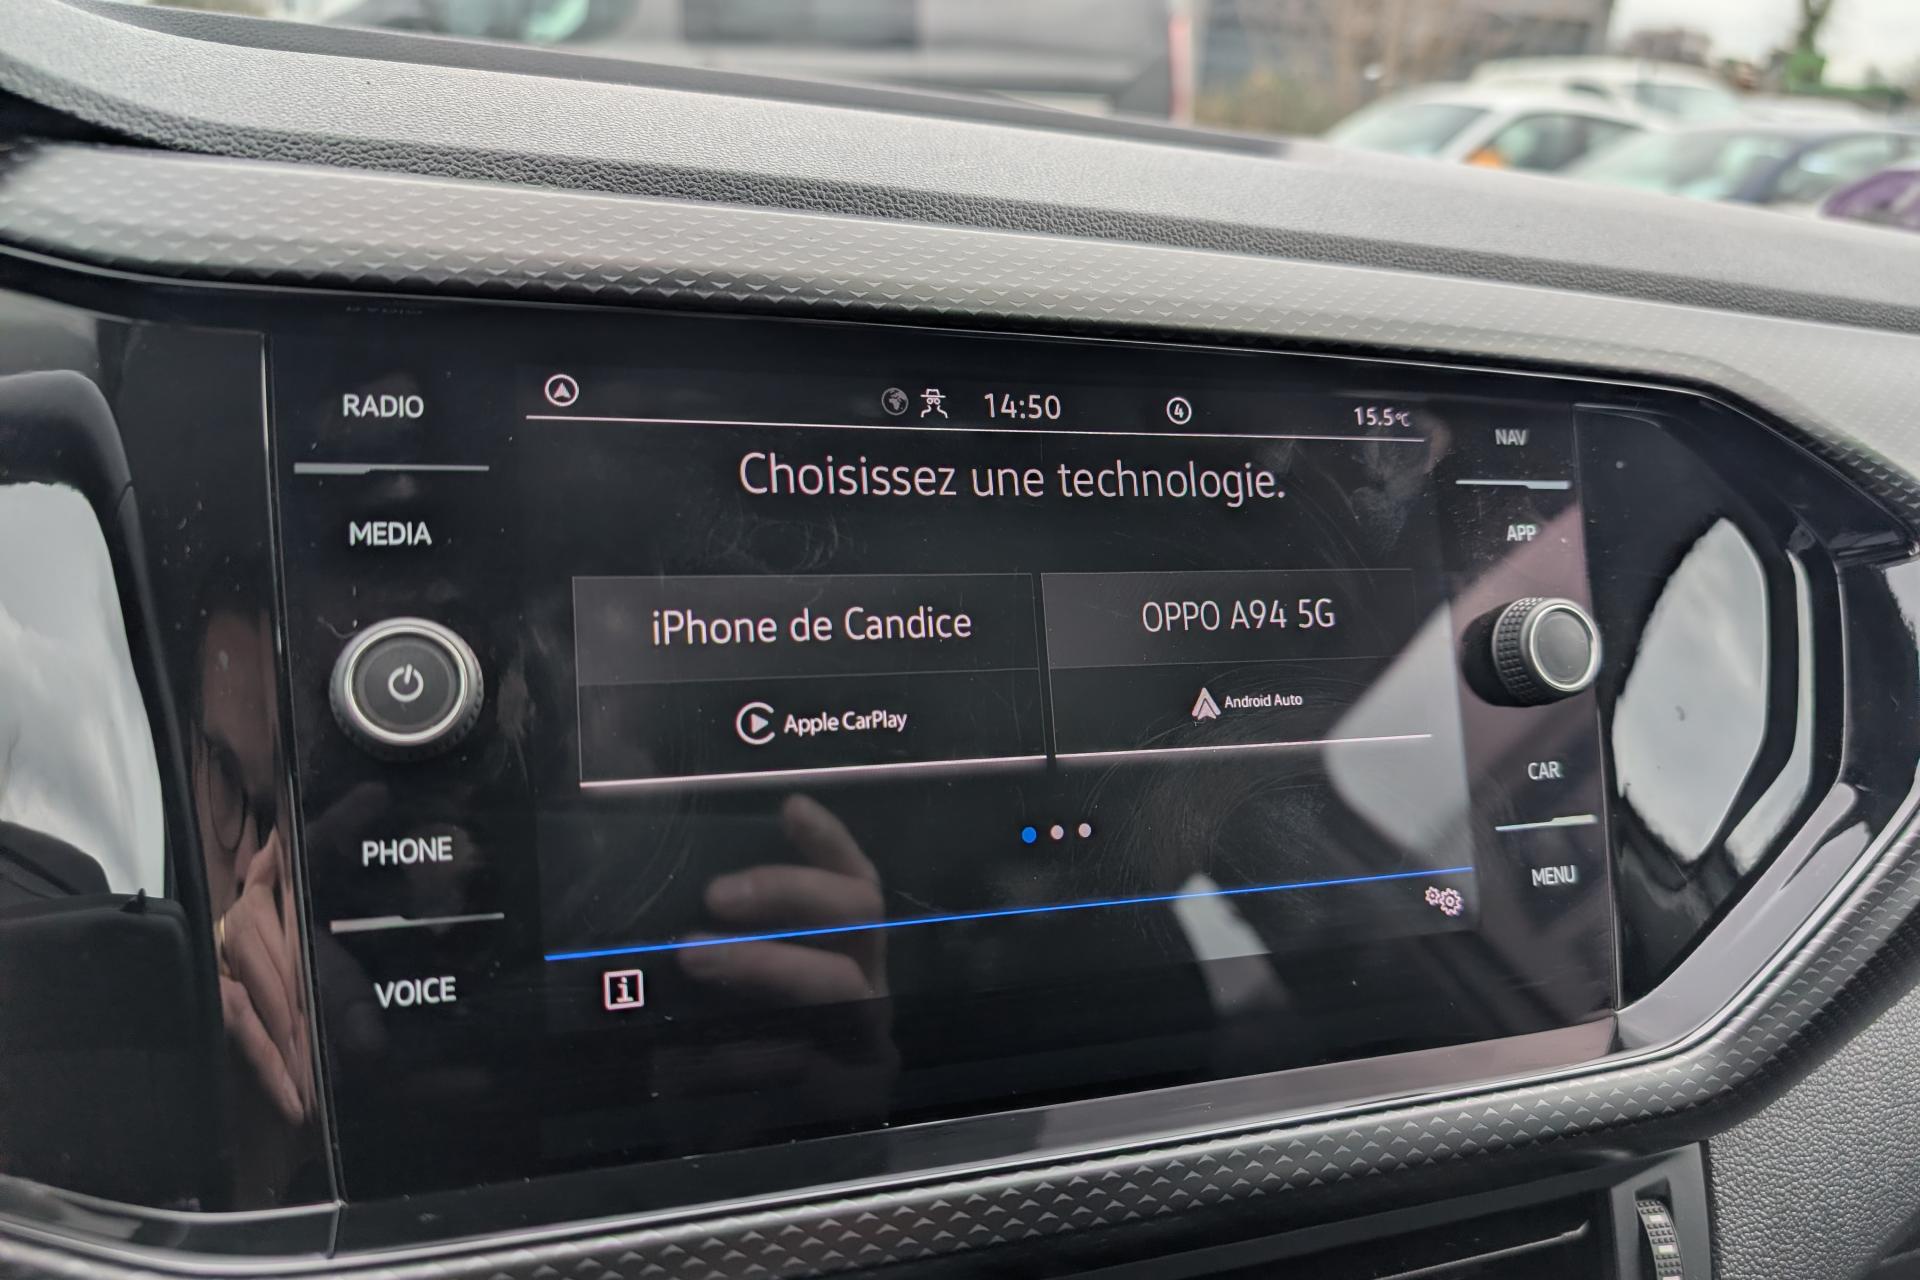 RADIO
MEDIA
PHONE
VOICE
14:50
4
15.5°C
Choisissez une technologie.
iPhone de Candice
Apple CarPlay
OPPO A94 5G
Android Auto
i
NAV
APP
CAR
MENU